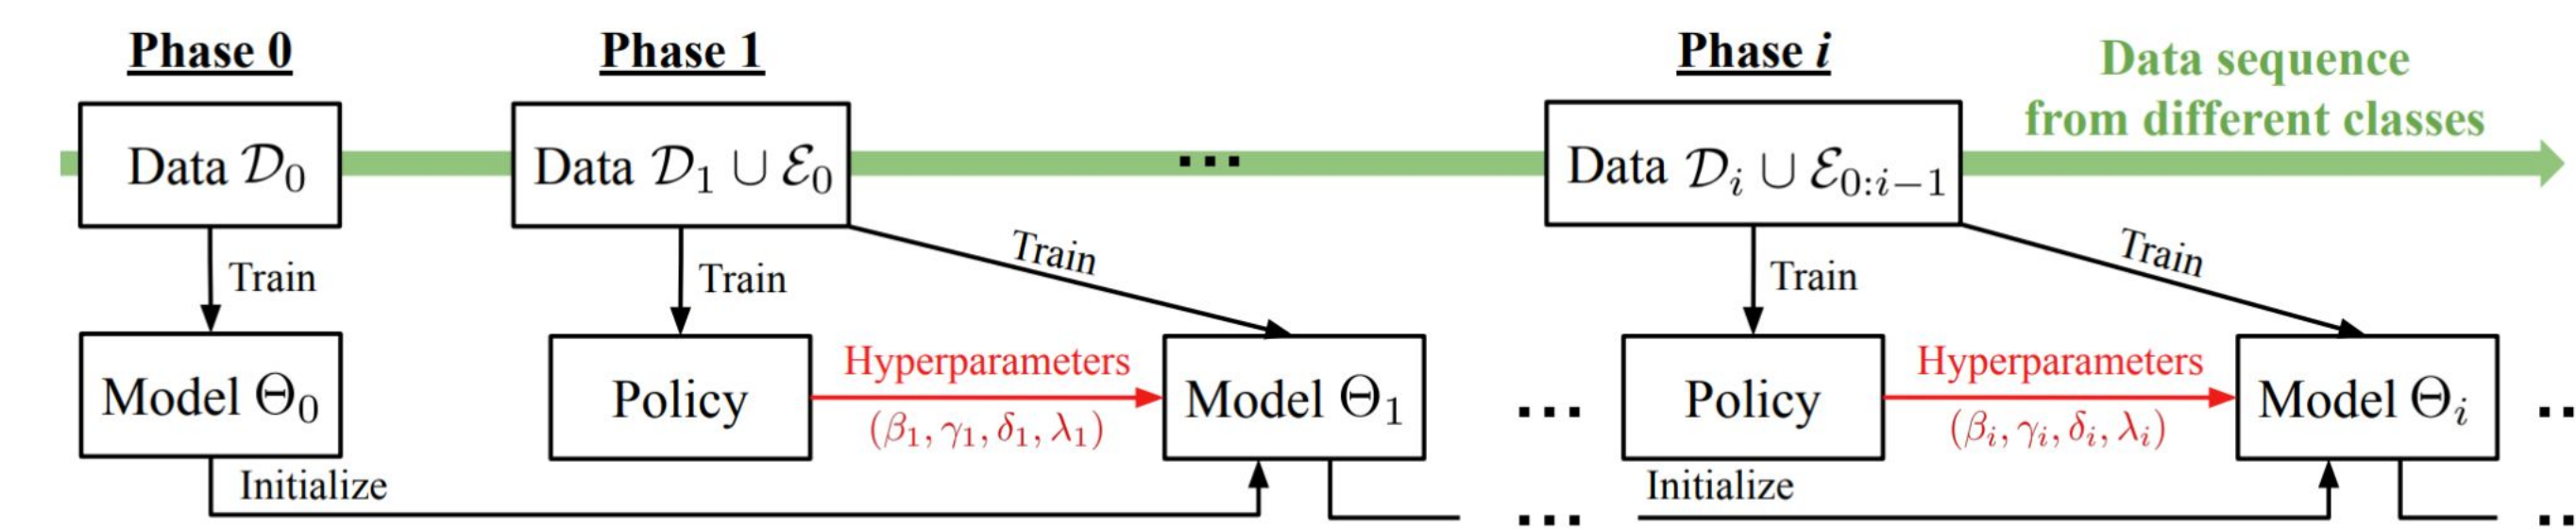 Phase 0
Phase 1
Phase i
Data sequence
from different classes
Data 𝒟₀
Data 𝒟₁ ∪ ℰ₀
...
Data 𝒟ᵢ ∪ ℰ₀:ᵢ₋₁
Train
Train
Train
Train
Train
Model Θ₀
Policy
Hyperparameters
(β₁, γ₁, δ₁, λ₁)
Model Θ₁
...
Policy
Hyperparameters
(βᵢ, γᵢ, δᵢ, λᵢ)
Model Θᵢ
..
Initialize
...
Initialize
..